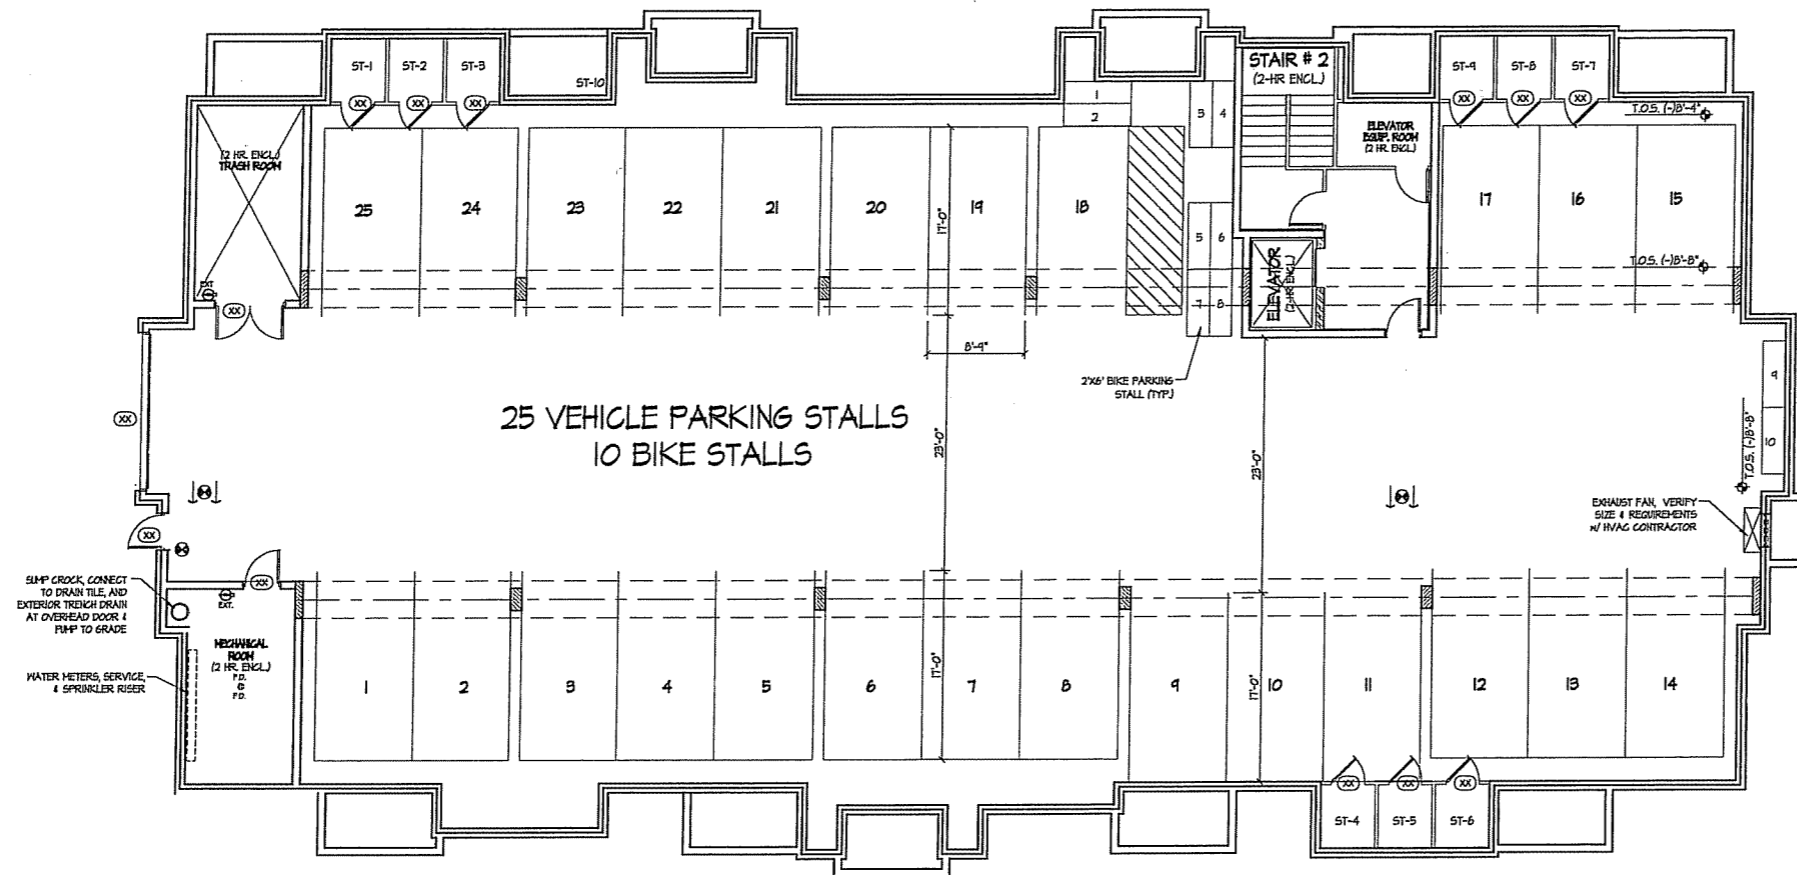 ST-1
ST-2
ST-3
ST-10
1
2
3
4
STAIR # 2
(2-HR ENCL.)
ELEVATOR
EQUIP. ROOM
(2 HR. ENCL.)
ST-9
ST-8
ST-7
XX
XX
XX
XX
XX
XX
T.O.S. (-)8'-4"
(2 HR. ENCL.)
TRASH ROOM
25
24
23
22
21
20
19
18
17'-0"
5
6
7
8
17
16
15
T.O.S. (-)8'-8"
ELEVATOR
(2-HR ENCL.)
EXT
XX
8'-9"
2'X6' BIKE PARKING
STALL (TYP.)
9
10
T.O.S. (-)8'-8"
XX
25 VEHICLE PARKING STALLS
10 BIKE STALLS
23'-0"
23'-0"
EXHAUST FAN, VERIFY
SIZE & REQUIREMENTS
W/ HVAC CONTRACTOR
XX
SUMP CROCK, CONNECT
TO DRAIN TILE, AND
EXTERIOR TRENCH DRAIN
AT OVERHEAD DOOR &
PUMP TO GRADE
XX
EXT.
MECHANICAL
ROOM
(2 HR. ENCL.)
F.D.
F.D.
WATER METERS, SERVICE,
& SPRINKLER RISER
1
2
3
4
5
6
7
8
9
10
11
12
13
14
17'-0"
17'-0"
XX
XX
XX
ST-4
ST-5
ST-6